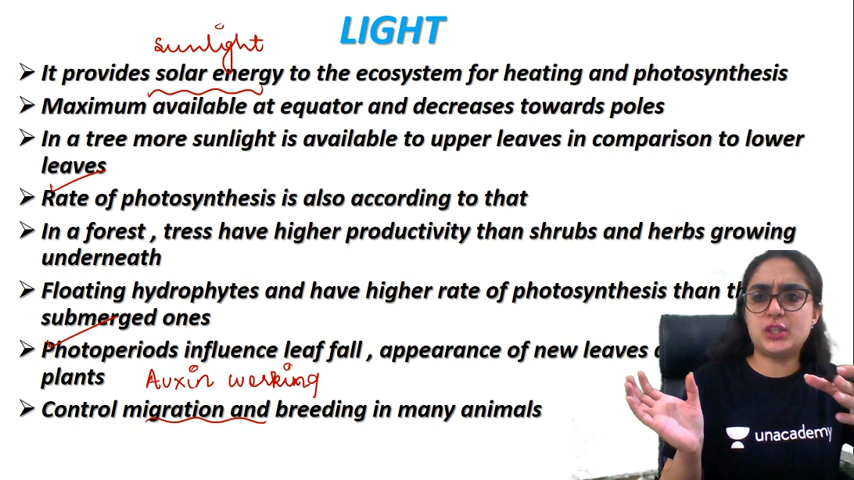 LIGHT
sunlight
➢ It provides solar energy to the ecosystem for heating and photosynthesis
➢ Maximum available at equator and decreases towards poles
➢ In a tree more sunlight is available to upper leaves in comparison to lower
leaves
➢ Rate of photosynthesis is also according to that
➢ In a forest , tress have higher productivity than shrubs and herbs growing
underneath
➢ Floating hydrophytes and have higher rate of photosynthesis than
submerged ones
➢ Photoperiods influence leaf fall , appearance of new leaves
plants
Auxin working
➢ Control migration and breeding in many animals
unacademy